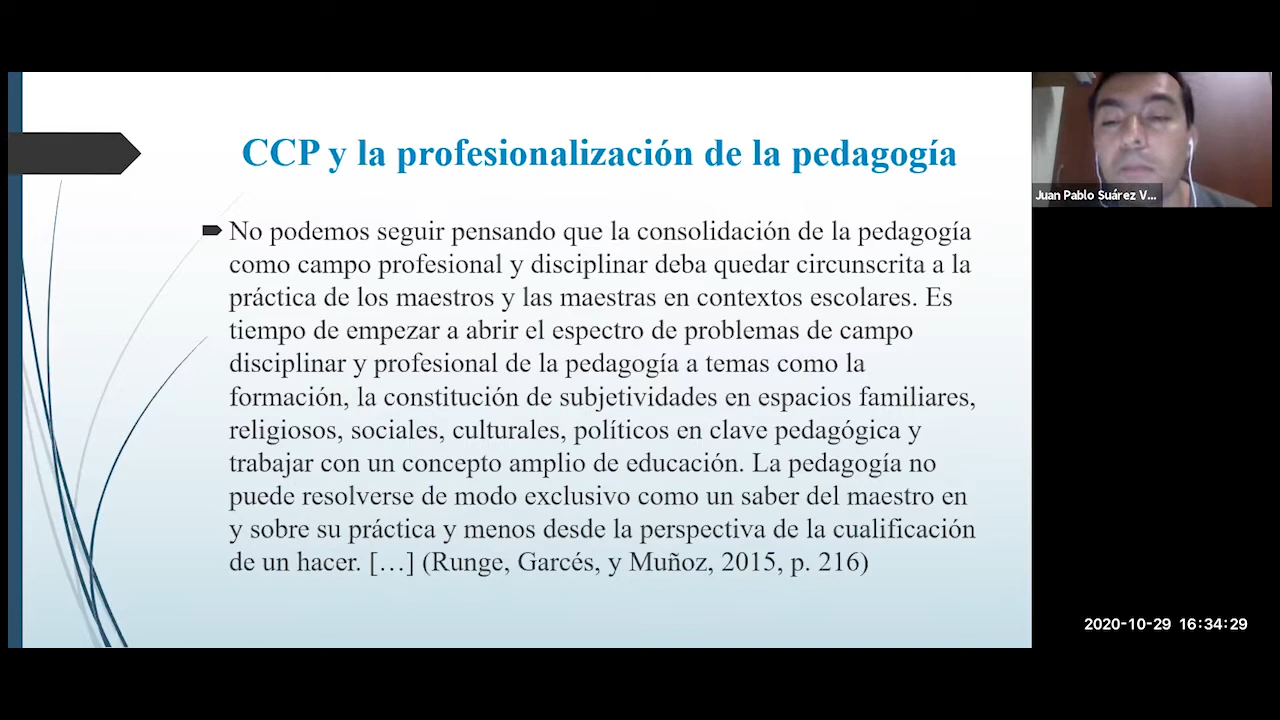 CCP y la profesionalización de la pedagogía
No podemos seguir pensando que la consolidación de la pedagogía
como campo profesional y disciplinar deba quedar circunscrita a la
práctica de los maestros y las maestras en contextos escolares. Es
tiempo de empezar a abrir el espectro de problemas de campo
disciplinar y profesional de la pedagogía a temas como la
formación, la constitución de subjetividades en espacios familiares,
religiosos, sociales, culturales, políticos en clave pedagógica y
trabajar con un concepto amplio de educación. La pedagogía no
puede resolverse de modo exclusivo como un saber del maestro en
y sobre su práctica y menos desde la perspectiva de la cualificación
de un hacer. […] (Runge, Garcés, y Muñoz, 2015, p. 216)
Juan Pablo Suárez V...
2020-10-29 16:34:29